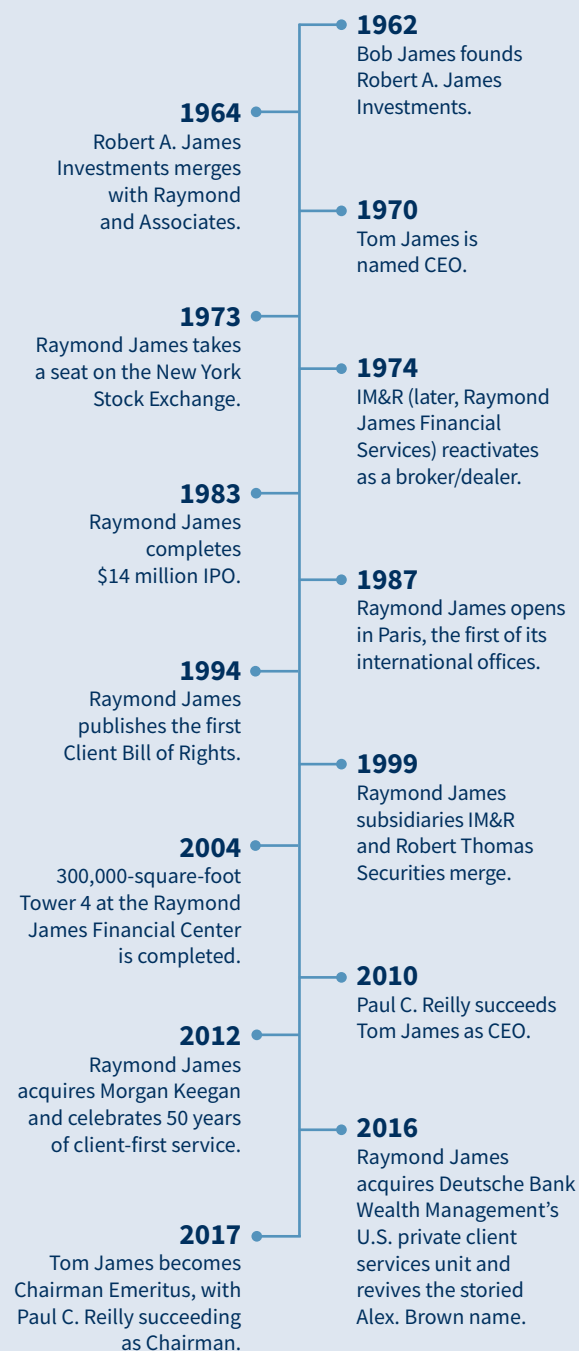 1962
Bob James founds
Robert A. James
Investments.
1964
Robert A. James
Investments merges
with Raymond
and Associates.
1970
Tom James is
named CEO.
1973
Raymond James takes
a seat on the New York
Stock Exchange.
1974
IM&R (later, Raymond
James Financial
Services) reactivates
as a broker/dealer.
1983
Raymond James
completes
$14 million IPO.
1987
Raymond James opens
in Paris, the first of its
international offices.
1994
Raymond James
publishes the first
Client Bill of Rights.
1999
Raymond James
subsidiaries IM&R
and Robert Thomas
Securities merge.
2004
300,000-square-foot
Tower 4 at the Raymond
James Financial Center
is completed.
2010
Paul C. Reilly succeeds
Tom James as CEO.
2012
Raymond James
acquires Morgan Keegan
and celebrates 50 years
of client-first service.
2016
Raymond James
acquires Deutsche Bank
Wealth Management’s
U.S. private client
services unit and
revives the storied
Alex. Brown name.
2017
Tom James becomes
Chairman Emeritus, with
Paul C. Reilly succeeding
as Chairman.